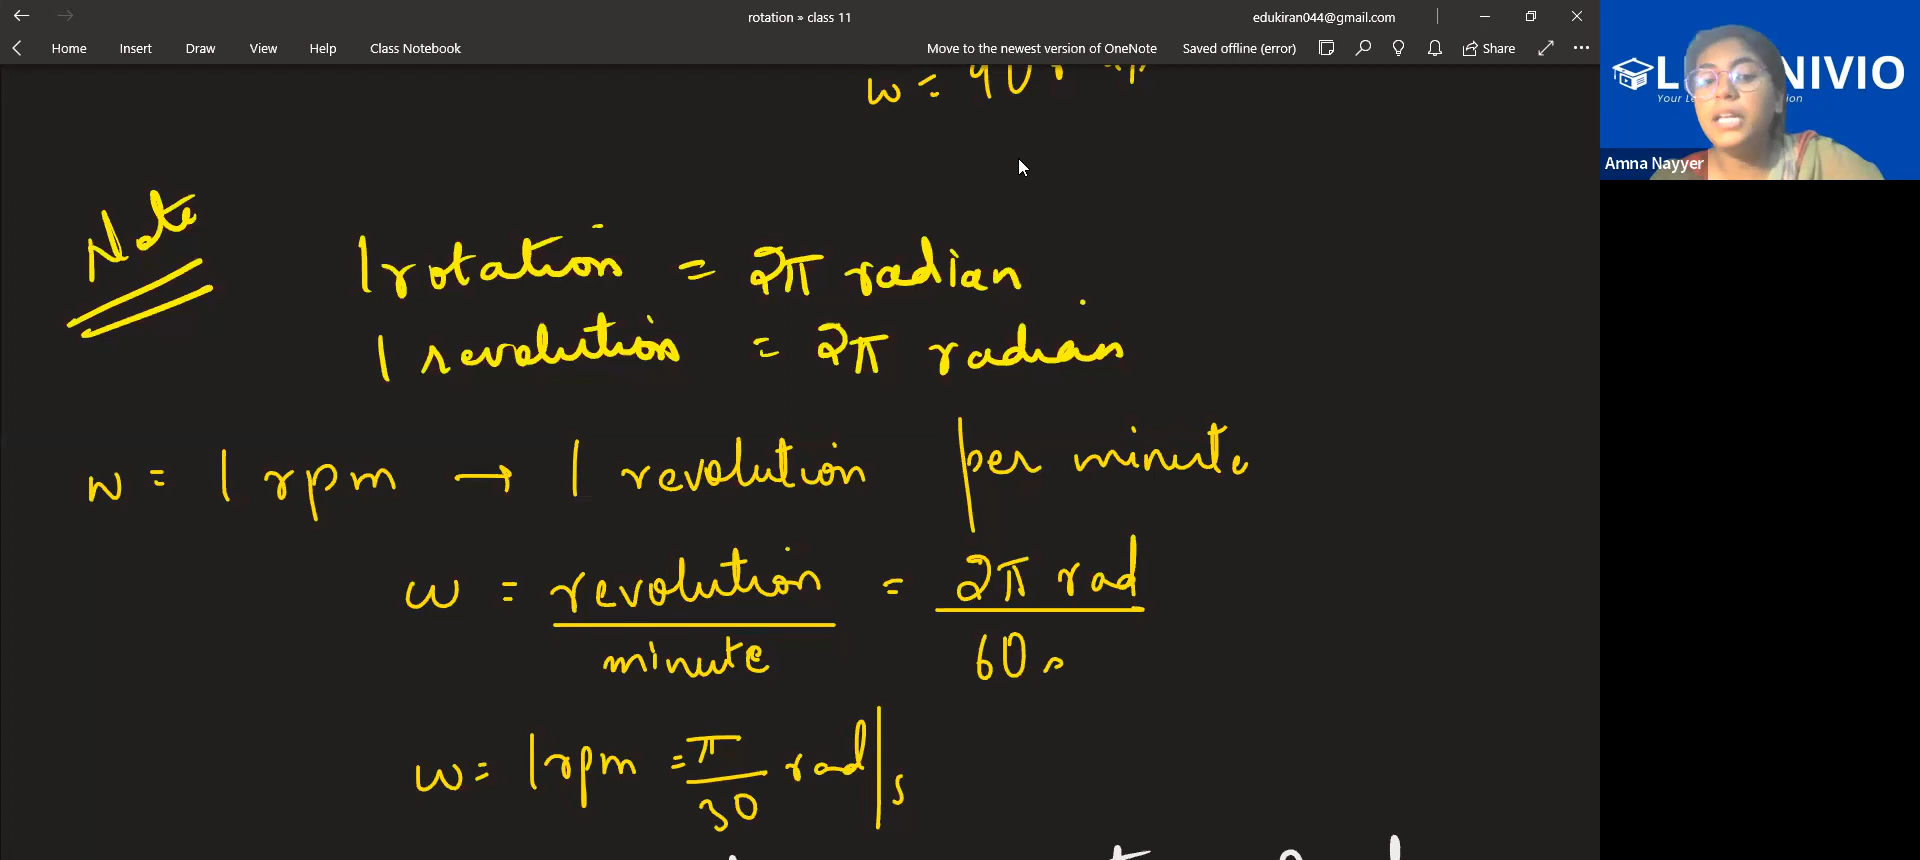 rotation » class 11
edukiran044@gmail.com
Home Insert Draw View Help Class Notebook
Move to the newest version of OneNote Saved offline (error) Share
Your
ion
Amna Nayyer
Note
1 rotation = 2π radian
1 revolution = 2π radian
ω = 1 rpm → 1 revolution per minute
ω = revolution / minute = 2π rad / 60 s
ω = 1 rpm = π / 30 rad/s